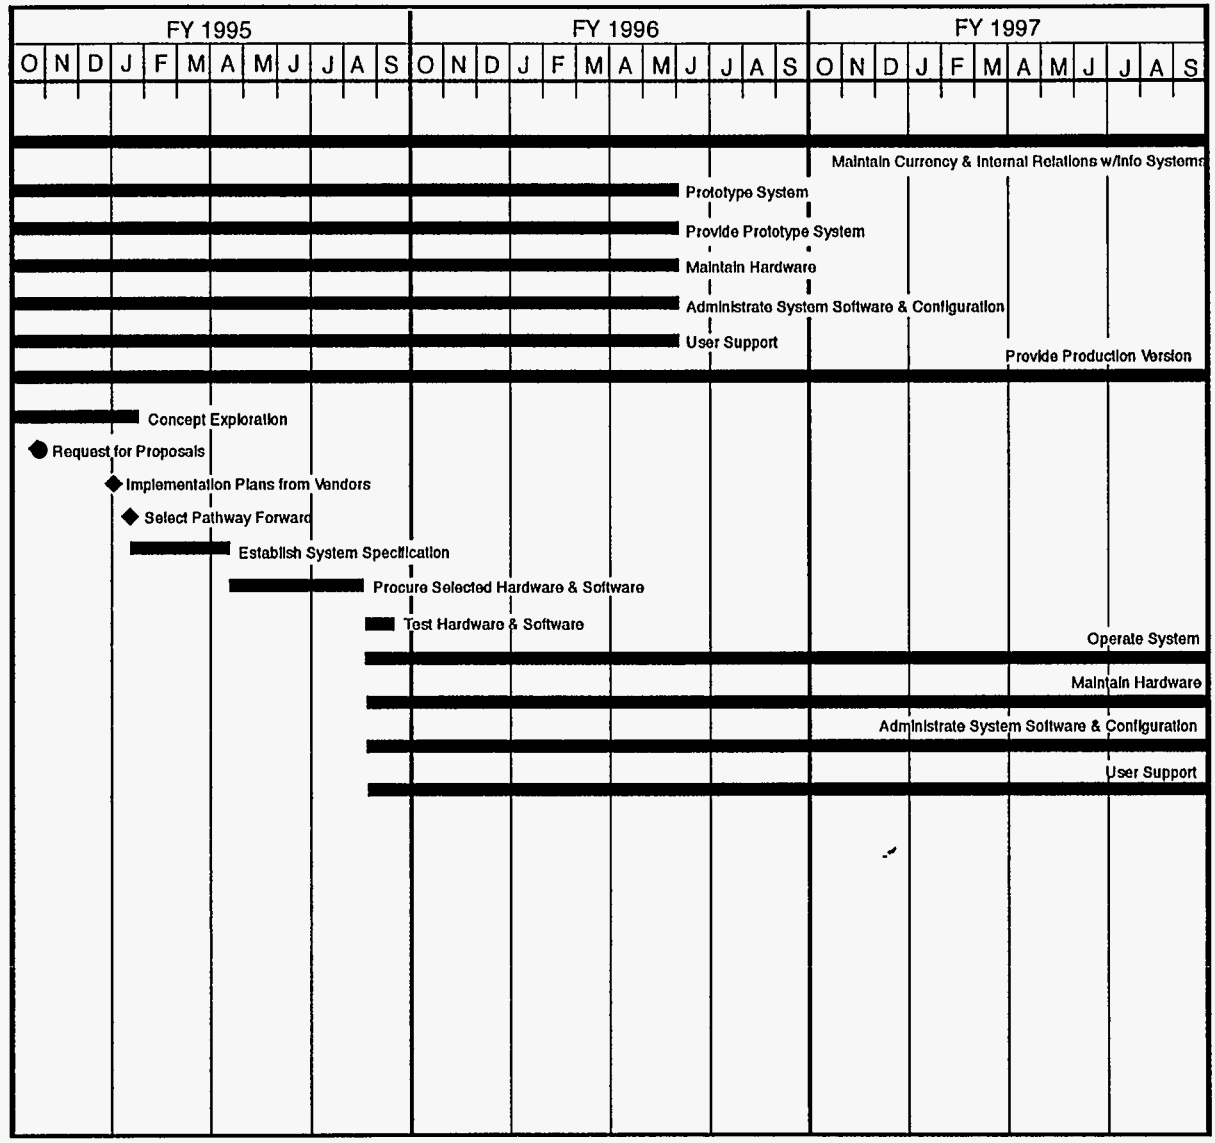 FY 1995 FY 1996 FY 1997
O N D J F M A M J J A S O N D J F M A M J J A S O N D J F M A M J J A S
Maintain Currency & Internal Relations w/Info Systems
Prototype System
Provide Prototype System
Maintain Hardware
Administrate System Software & Configuration
User Support
Provide Production Version
Concept Exploration
Request for Proposals
Implementation Plans from Vendors
Select Pathway Forward
Establish System Specification
Procure Selected Hardware & Software
Test Hardware & Software
Operate System
Maintain Hardware
Administrate System Software & Configuration
User Support